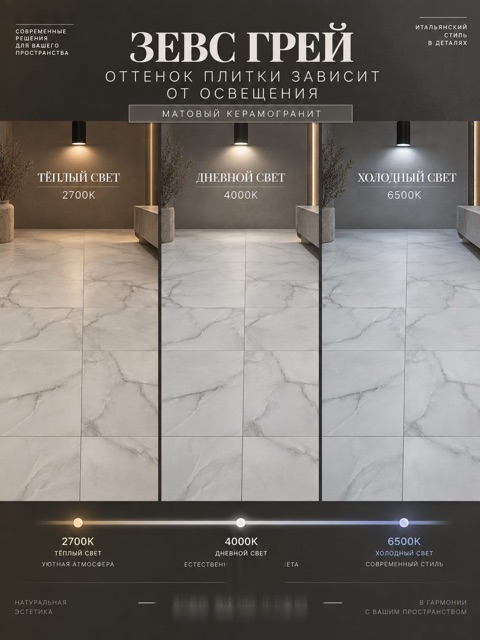 СОВРЕМЕННЫЕ
РЕШЕНИЯ
ДЛЯ ВАШЕГО
ПРОСТРАНСТВА
ЗЕВС ГРЕЙ
ИТАЛЬЯНСКИЙ
СТИЛЬ
В ДЕТАЛЯХ
ОТТЕНОК ПЛИТКИ ЗАВИСИТ
ОТ ОСВЕЩЕНИЯ
МАТОВЫЙ КЕРАМОГРАНИТ
ТЁПЛЫЙ СВЕТ
2700K
ДНЕВНОЙ СВЕТ
4000K
ХОЛОДНЫЙ СВЕТ
6500K
2700K
ТЁПЛЫЙ СВЕТ
УЮТНАЯ АТМОСФЕРА
4000K
ДНЕВНОЙ СВЕТ
6500K
ХОЛОДНЫЙ СВЕТ
СОВРЕМЕННЫЙ СТИЛЬ
НАТУРАЛЬНАЯ
ЭСТЕТИКА
В ГАРМОНИИ
С ВАШИМ ПРОСТРАНСТВОМ